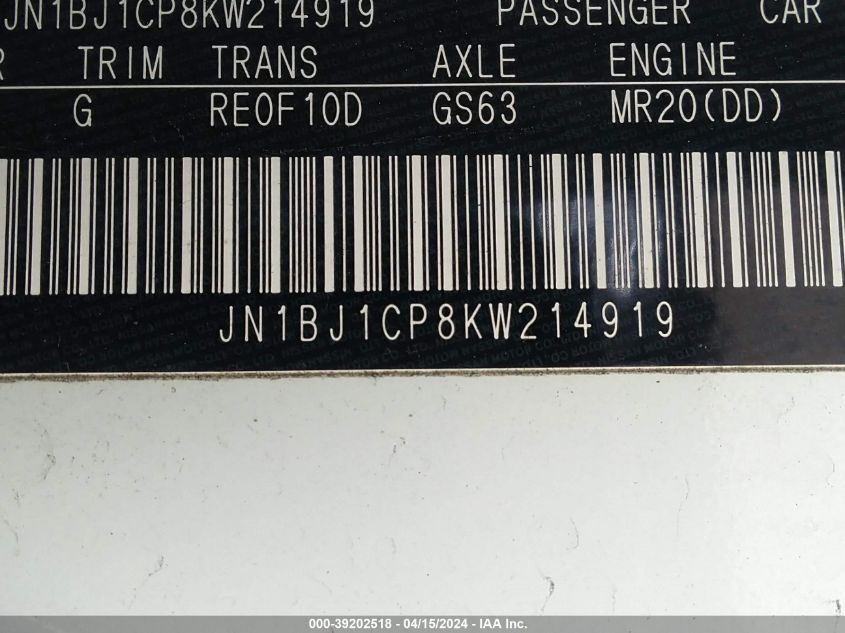 JN1BJ1CP8KW214919 PASSENGER CAR
R TRIM TRANS AXLE ENGINE
G RE0F10D GS63 MR20(DD)
JN1BJ1CP8KW214919
000-39202518 - 04/15/2024 - IAA Inc.